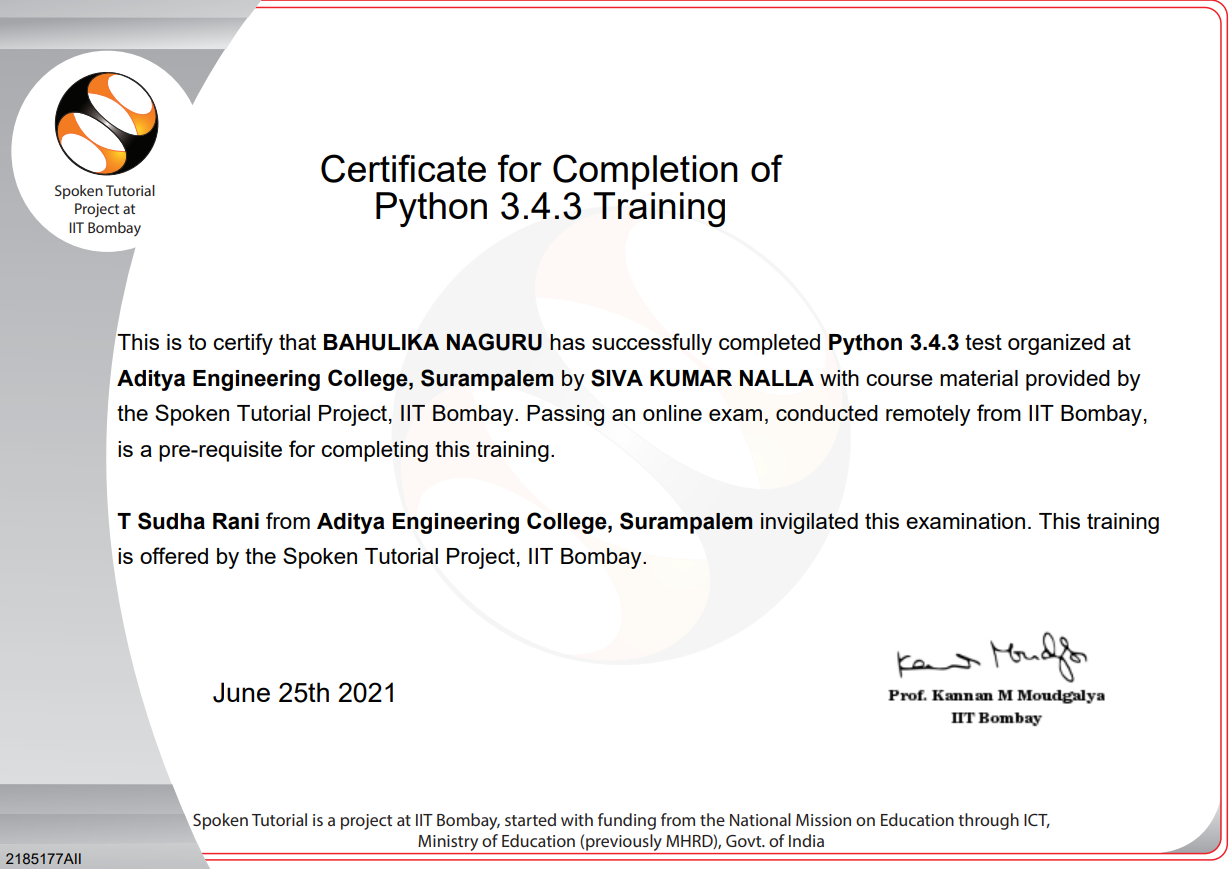 Spoken Tutorial
Project at
IIT Bombay
Certificate for Completion of
Python 3.4.3 Training
This is to certify that BAHULIKA NAGURU has successfully completed Python 3.4.3 test organized at
Aditya Engineering College, Surampalem by SIVA KUMAR NALLA with course material provided by
the Spoken Tutorial Project, IIT Bombay. Passing an online exam, conducted remotely from IIT Bombay,
is a pre-requisite for completing this training.
T Sudha Rani from Aditya Engineering College, Surampalem invigilated this examination. This training
is offered by the Spoken Tutorial Project, IIT Bombay.
June 25th 2021
Prof. Kannan M Moudgalya
IIT Bombay
Spoken Tutorial is a project at IIT Bombay, started with funding from the National Mission on Education through ICT,
Ministry of Education (previously MHRD), Govt. of India
2185177AII